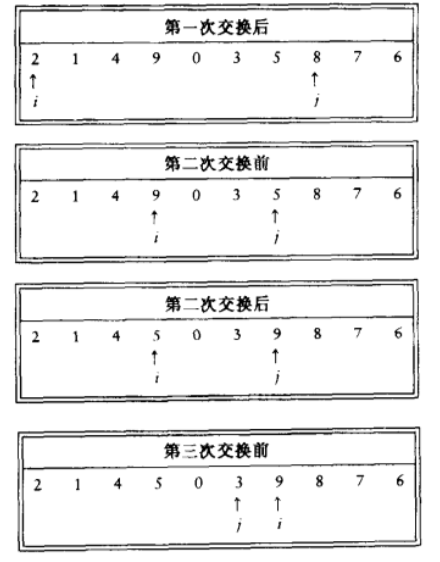 第一次交换后
2 1 4 9 0 3 5 8 7 6
↑ ↑
i j
第二次交换前
2 1 4 9 0 3 5 8 7 6
↑ ↑
i j
第二次交换后
2 1 4 5 0 3 9 8 7 6
↑ ↑
i j
第三次交换前
2 1 4 5 0 3 9 8 7 6
↑ ↑
j i